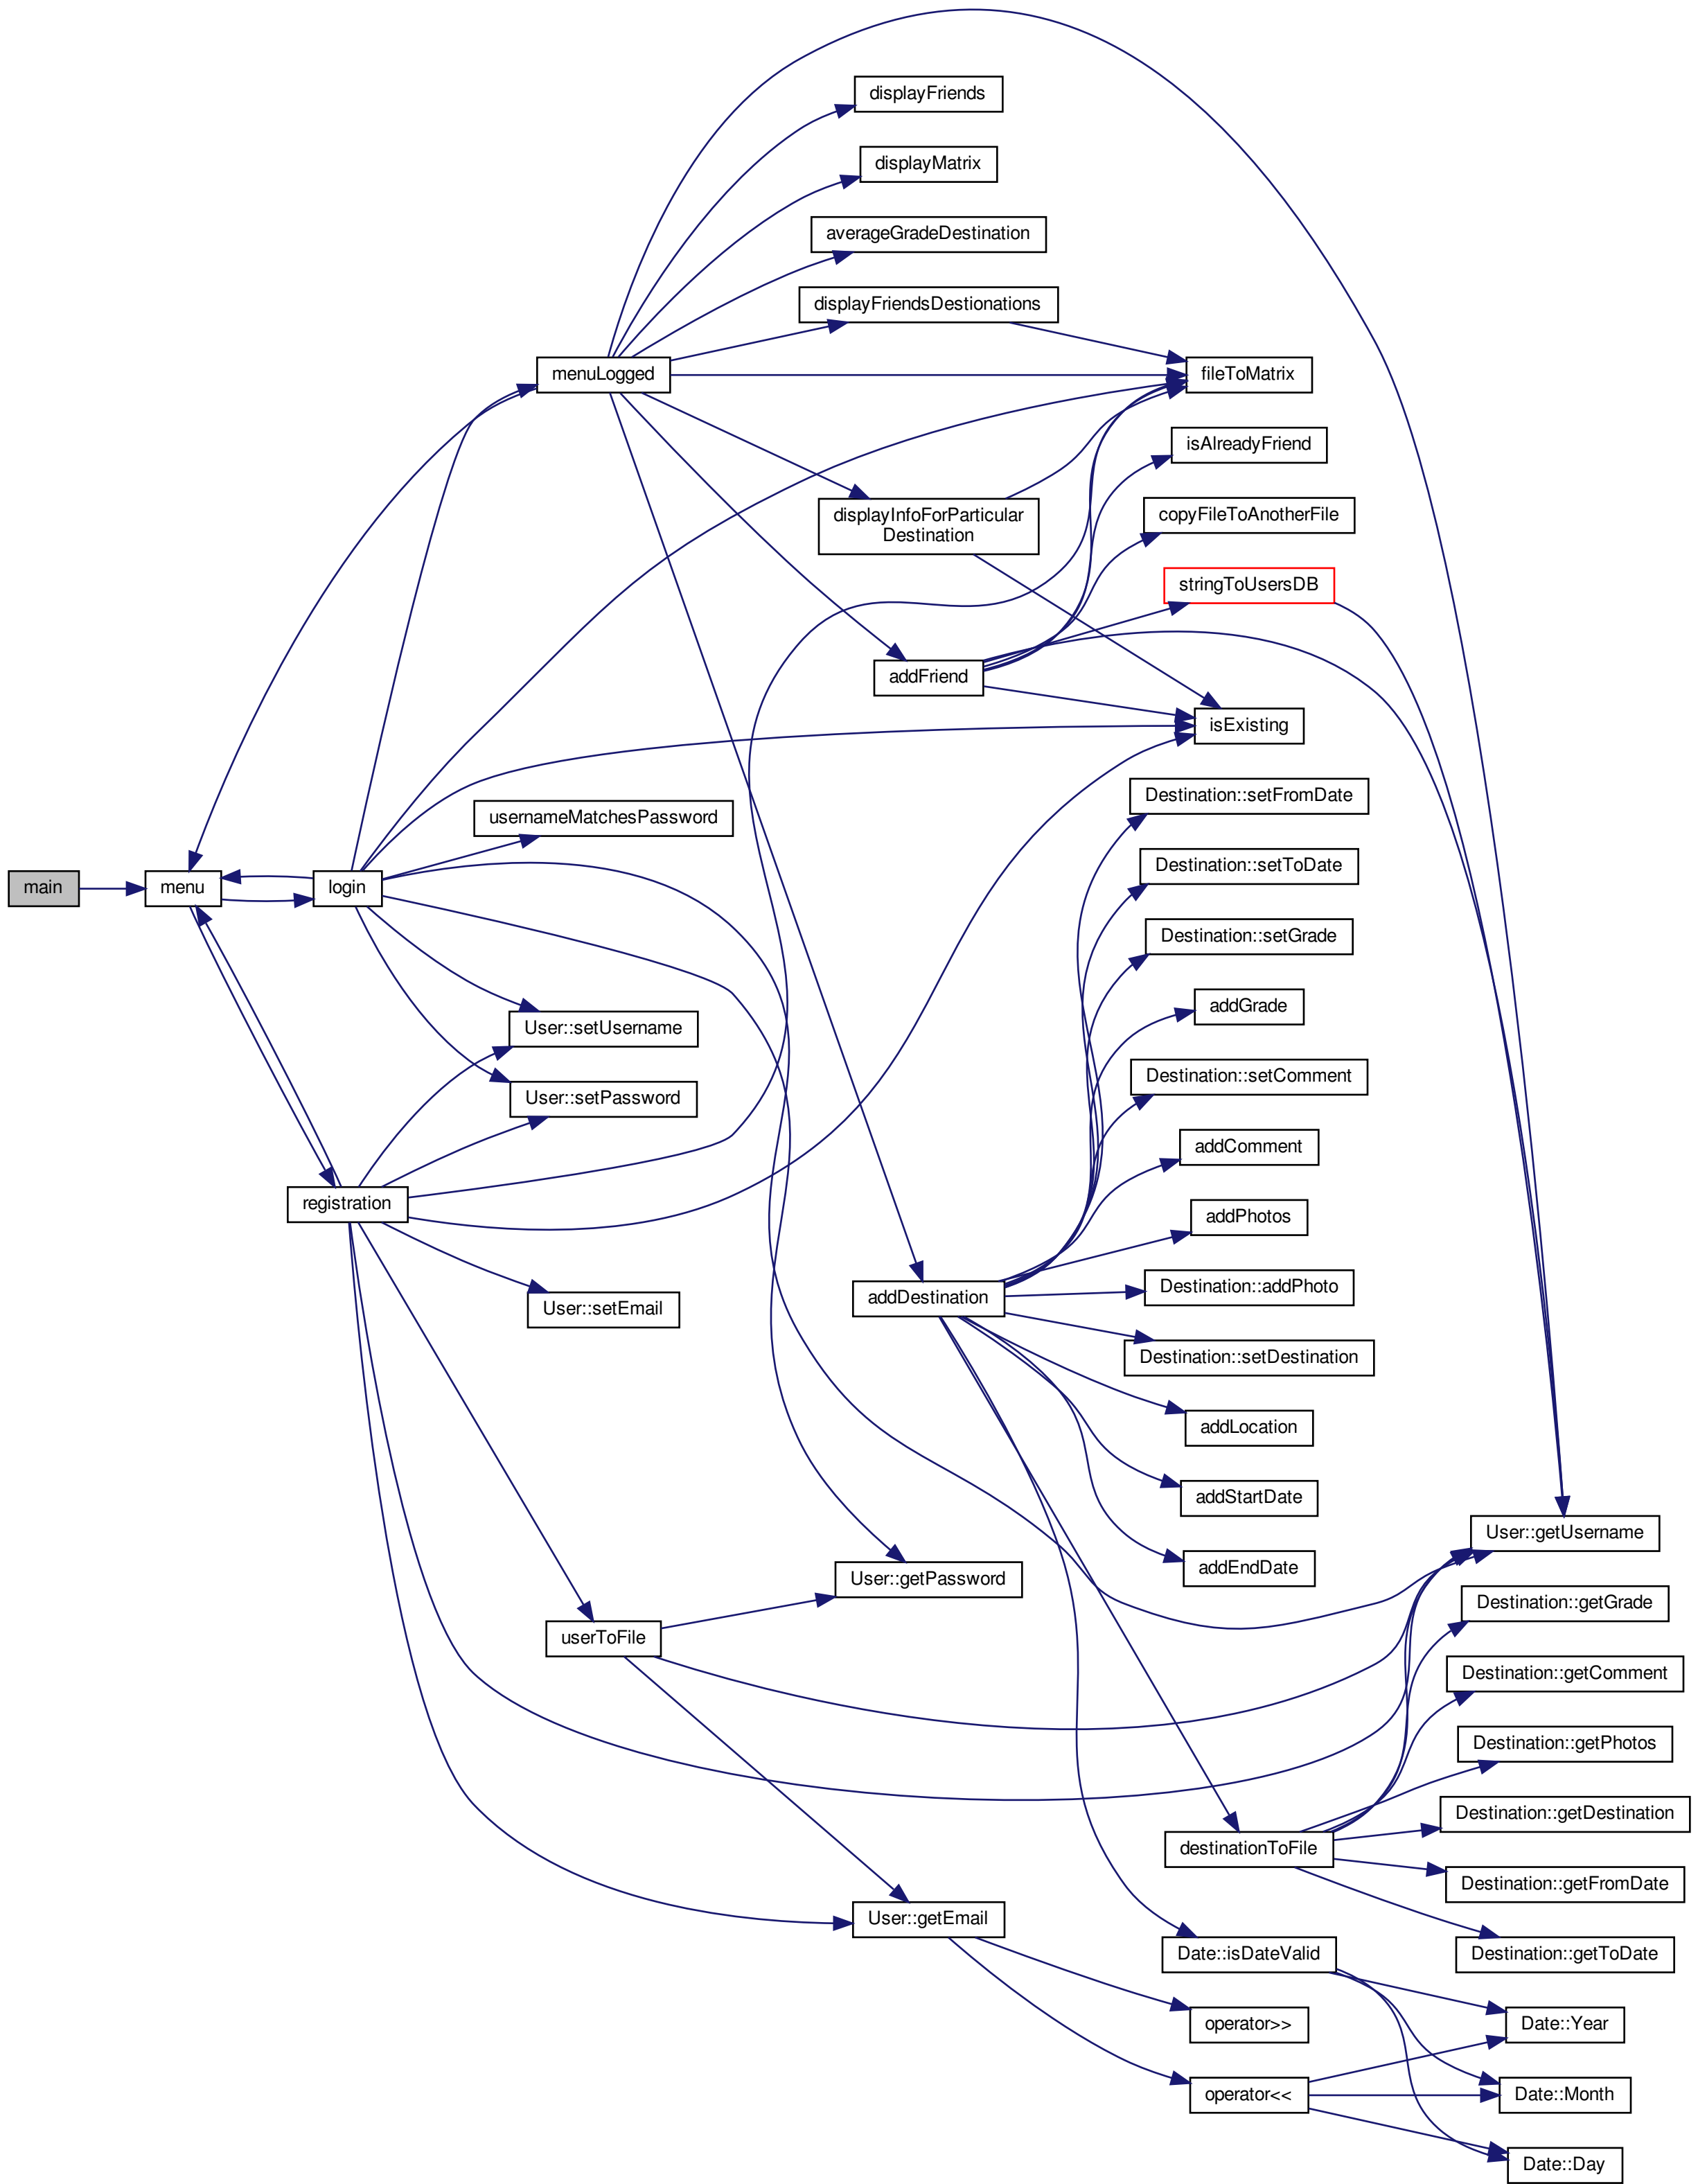 displayFriends
displayMatrix
averageGradeDestination
displayFriendsDestionations
menuLogged
fileToMatrix
isAlreadyFriend
displayInfoForParticular
Destination
copyFileToAnotherFile
stringToUsersDB
addFriend
isExisting
Destination::setFromDate
usernameMatchesPassword
Destination::setToDate
main
menu
login
Destination::setGrade
addGrade
User::setUsername
Destination::setComment
User::setPassword
addComment
registration
addPhotos
Destination::addPhoto
addDestination
User::setEmail
Destination::setDestination
addLocation
addStartDate
User::getUsername
addEndDate
User::getPassword
Destination::getGrade
userToFile
Destination::getComment
Destination::getPhotos
Destination::getDestination
destinationToFile
Destination::getFromDate
User::getEmail
Date::isDateValid
Destination::getToDate
operator>>
Date::Year
operator<<
Date::Month
Date::Day